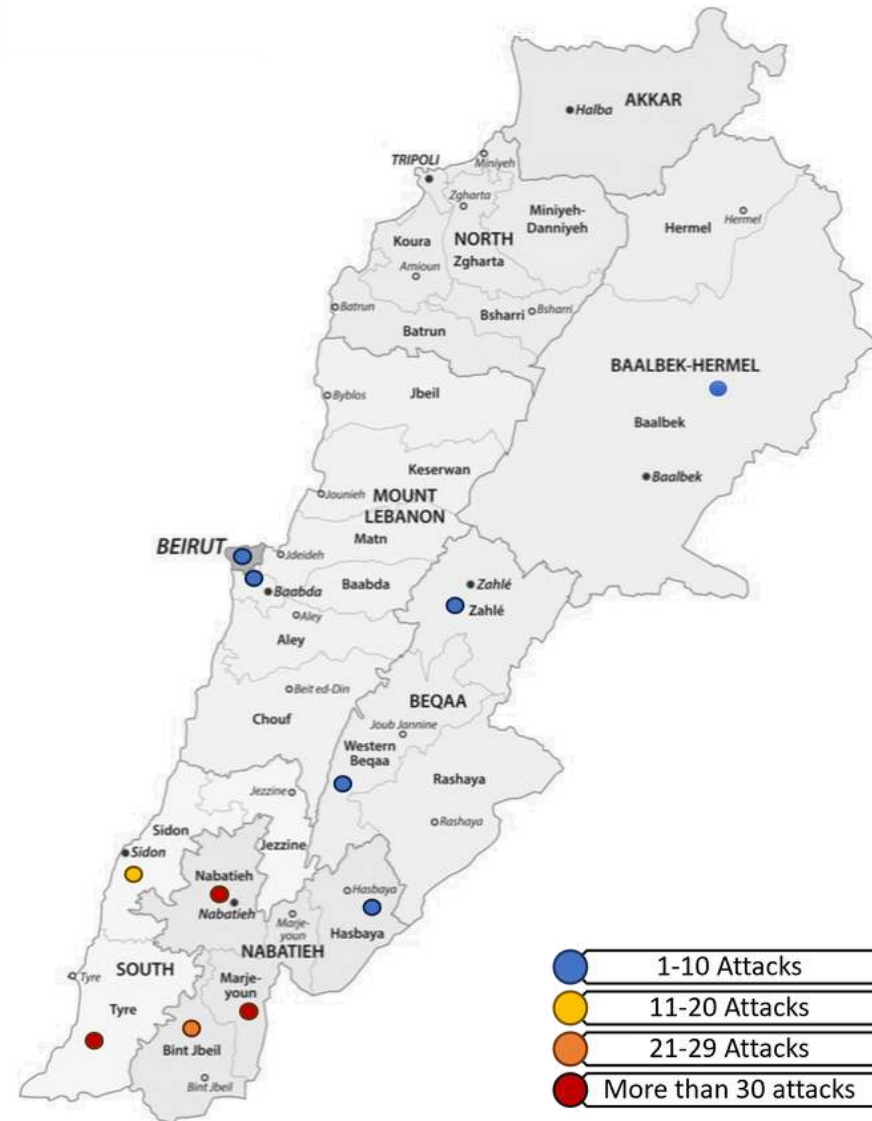 AKKAR
Halba
TRIPOLI
Miniyeh
Zgharta
Miniyeh-
Danniyeh
Hermel
Hermel
Koura
NORTH
Zgharta
Amioun
Batrun
Bsharri
Bsharri
Batrun
BAALBEK-HERMEL
Byblos
Jbeil
Baalbek
Keserwan
Baalbek
Jounieh
MOUNT
LEBANON
Matn
BEIRUT
Jdeideh
Baabda
Baabda
Zahlé
Zahlé
Aley
Aley
Beit ed-Din
BEQAA
Chouf
Joub Jannine
Western
Beqaa
Rashaya
Jezzine
Rashaya
Sidon
Jezzine
Sidon
Nabatieh
Hasbaya
Nabatieh
Marje-
youn
Hasbaya
NABATIEH
SOUTH
Tyre
Marje-
youn
Tyre
Bint Jbeil
Bint Jbeil
1-10 Attacks
11-20 Attacks
21-29 Attacks
More than 30 attacks